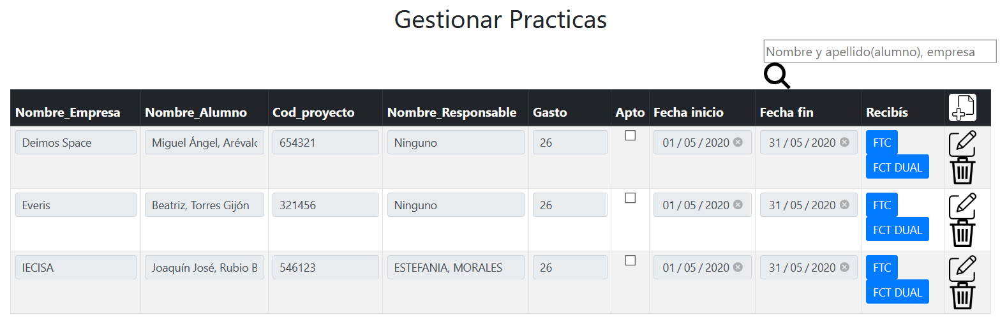 Gestionar Practicas
Nombre y apellido(alumno), empresa
Nombre_Empresa Nombre_Alumno Cod_proyecto Nombre_Responsable Gasto Apto Fecha inicio Fecha fin Recibís
Deimos Space Miguel Ángel, Arévalo 654321 Ninguno 26 01 / 05 / 2020 31 / 05 / 2020 FTC
FCT DUAL
Everis Beatriz, Torres Gijón 321456 Ninguno 26 01 / 05 / 2020 31 / 05 / 2020 FTC
FCT DUAL
IECISA Joaquín José, Rubio B 546123 ESTEFANIA, MORALES 26 01 / 05 / 2020 31 / 05 / 2020 FTC
FCT DUAL